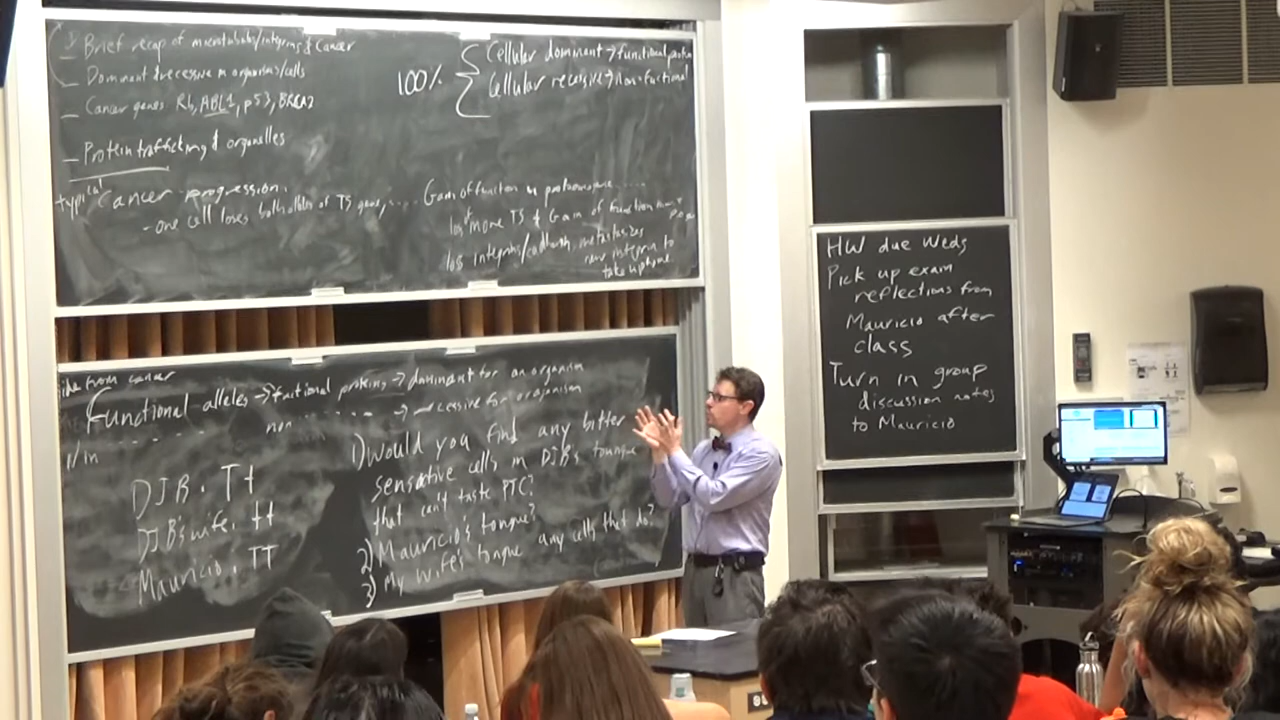 Brief recap of microtubules/integrins & Cancer
Dominant & recessive in organisms/cells
Cancer genes Rb, ABL1, p53, BRCA2
Protein trafficking & organelles
typical Cancer progression.
- one cell loses both alleles of TS gene, ....
100%
Cellular dominant → functional
Cellular recessive → non-functional
Gain of function in protooncogene ....
loss of more TS & Gain of function
loss integrins/cadherin, metastasizes
new integrin to
take up home
from cancer
Functional alleles → functional proteins → dominant for an organism
non → recessive for organism
DJB. Tt
DJB's wife. tt
Mauricio. TT
1) Would you find any bitter
sensative cells in DJB's tounge
that can't taste PTC?
2) Mauricio's tongue?
3) My wife's tongue any cells that do?
HW due Weds
Pick up exam
reflections from
Mauricio after
class
Turn in group
discussion notes
to Mauricio